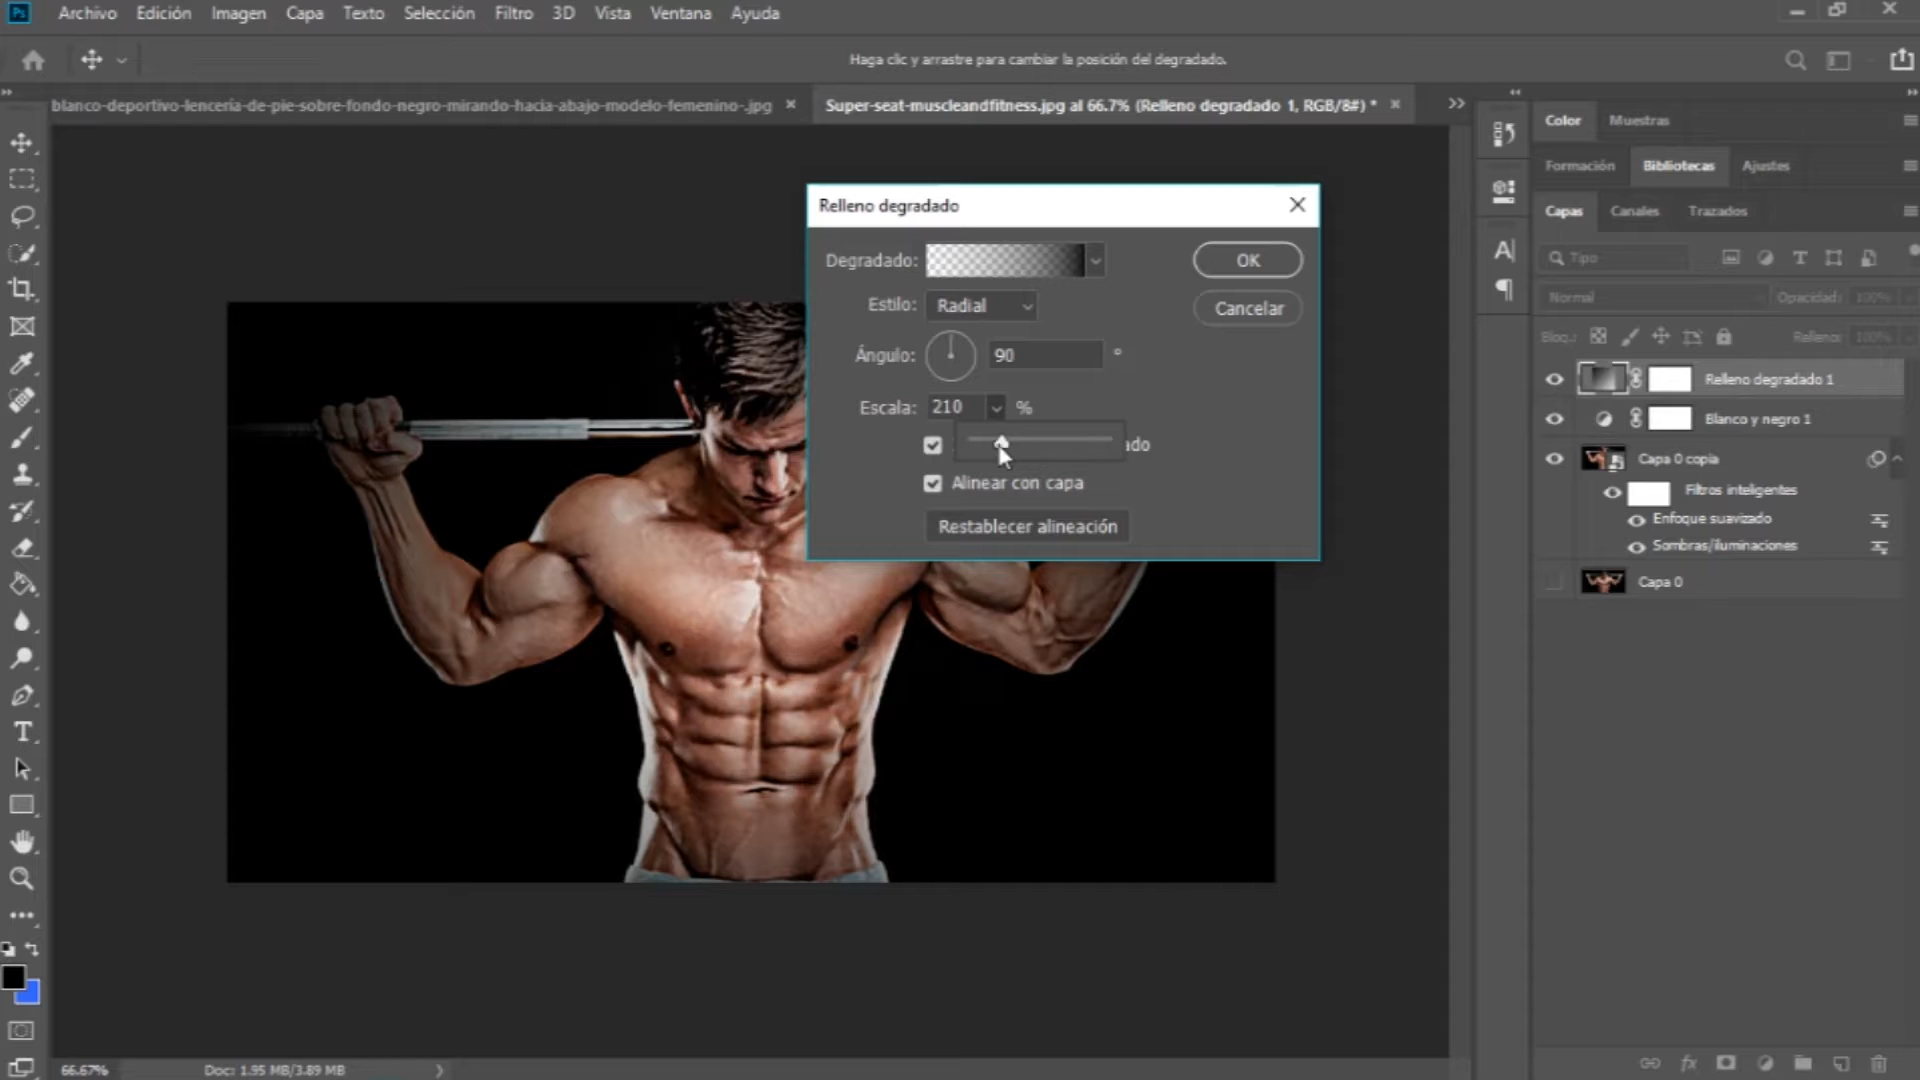 Ps Archivo Edición Imagen Capa Texto Selección Filtro 3D Vista Ventana Ayuda
Haga clic y arrastre para cambiar la posición del degradado.
blanco-deportivo-lenceria-de-pie-sobre-fondo-negro-mirando-hacia-abajo-modelo-femenino-.jpg
Super-seat-muscleandfitness.jpg al 66.7% (Relleno degradado 1, RGB/8#) *
Color Muestras
Formación Bibliotecas Ajustes
Capas Canales Trazados
Relleno degradado
Degradado:
OK
Estilo: Radial
Cancelar
Ángulo: 90 °
Escala: 210 %
ado
Alinear con capa
Restablecer alineación
Tipo
Normal Opacidad: 100%
Bloq.: Relleno: 100%
Relleno degradado 1
Blanco y negro 1
Capa 0 copia
Filtros inteligentes
Enfoque suavizado
Sombras/iluminaciones
Capa 0
66.67% Doc: 1.95 MB/3.89 MB